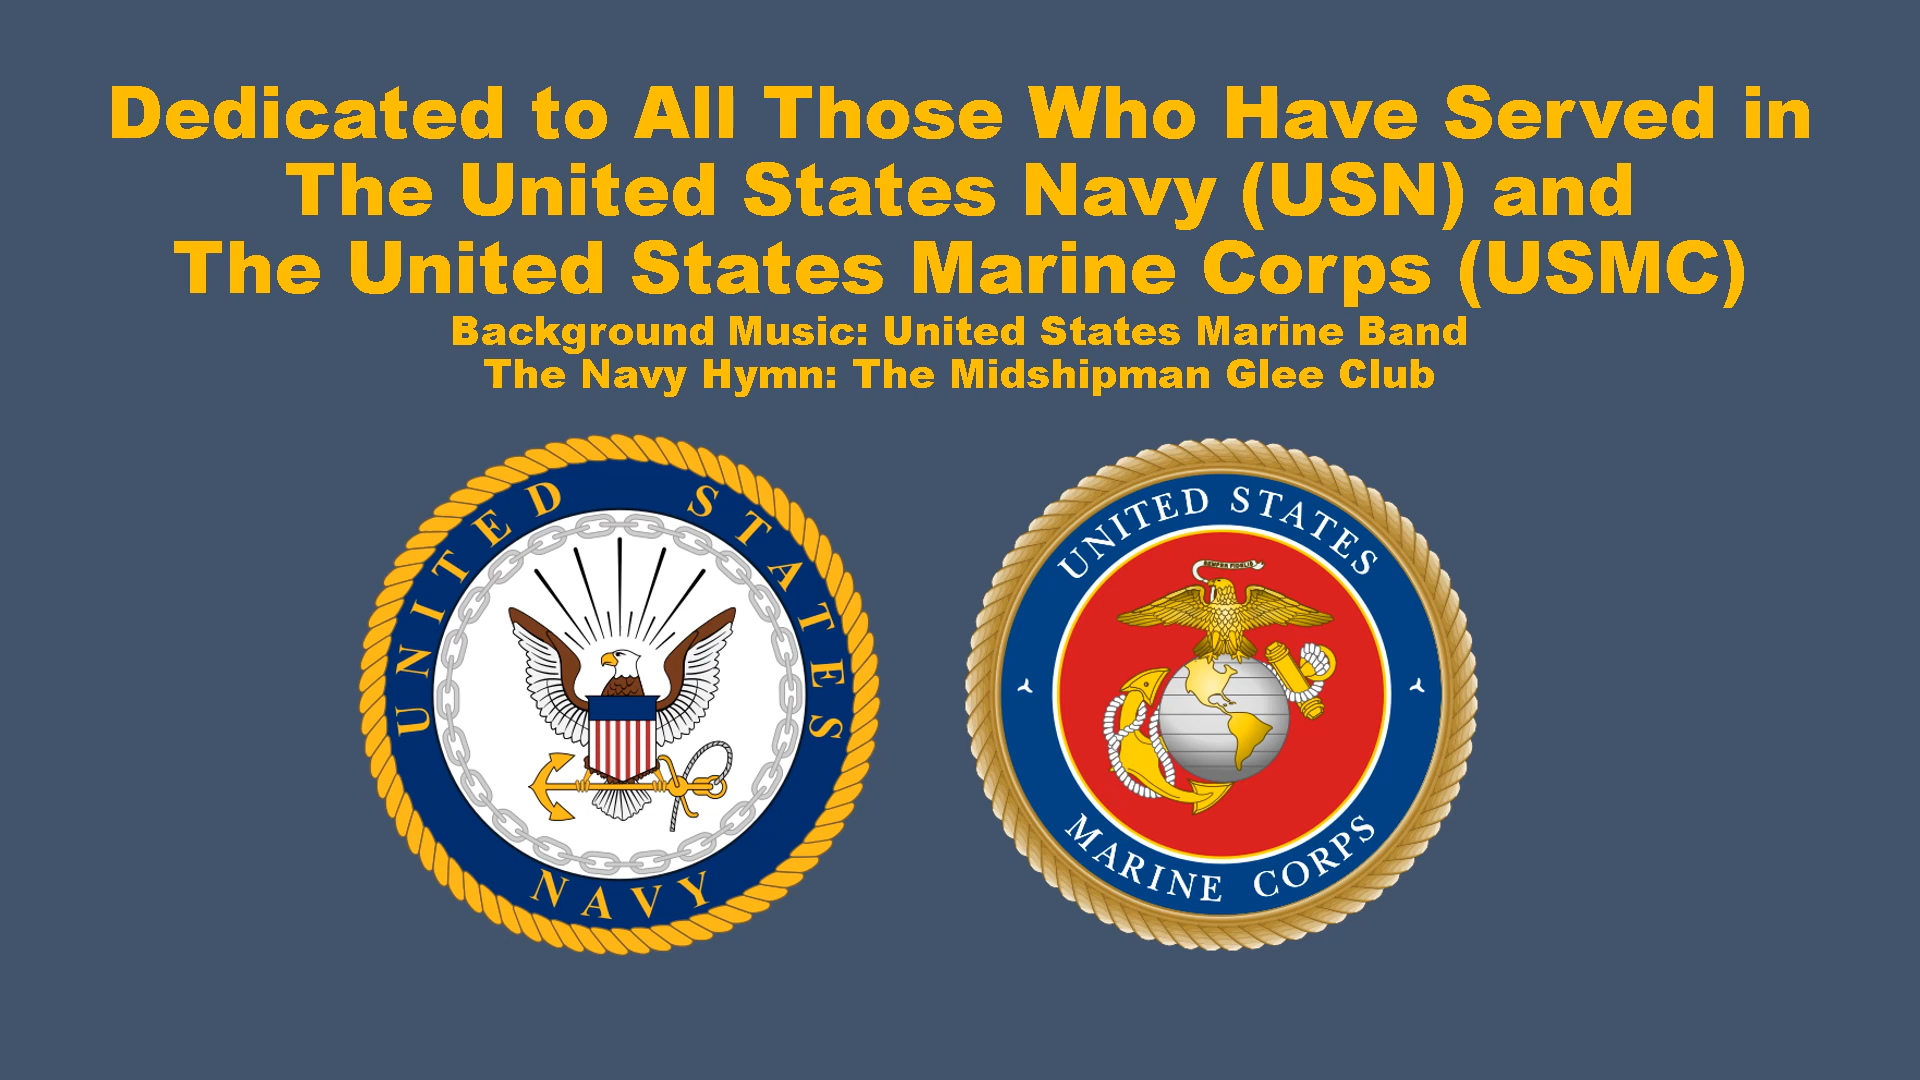 Dedicated to All Those Who Have Served in
The United States Navy (USN) and
The United States Marine Corps (USMC)
Background Music: United States Marine Band
The Navy Hymn: The Midshipman Glee Club
UNITED STATES
NAVY
UNITED STATES
SEMPER FIDELIS
MARINE CORPS